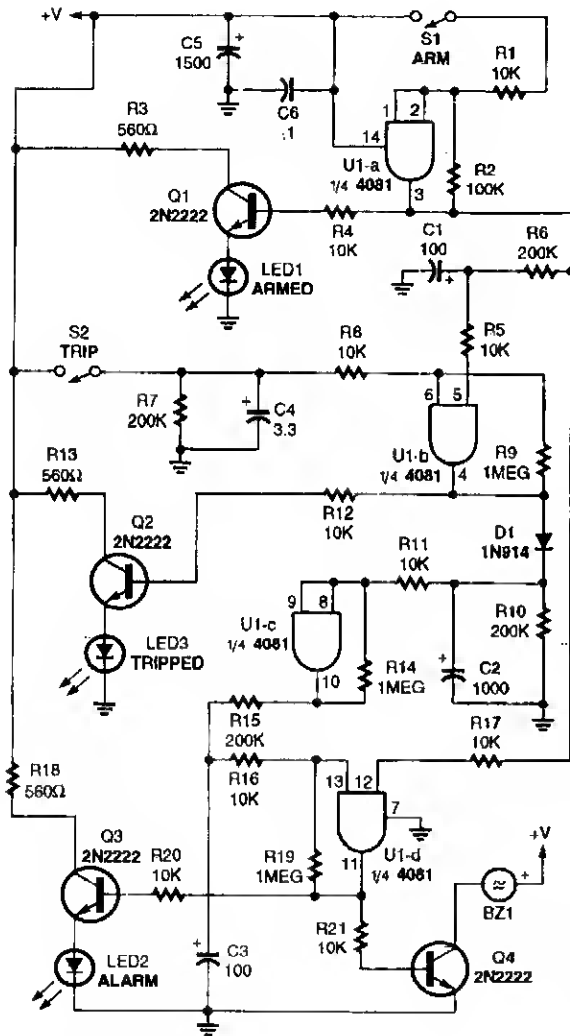 +V
C5
1500
S1
ARM
R1
10K
C6
.1
1
2
14
U1-a
1/4 4081
3
R2
100K
R3
560Ω
Q1
2N2222
R4
10K
C1
100
R6
200K
LED1
ARMED
R5
10K
S2
TRIP
R6
10K
R7
200K
C4
3.3
6
5
U1-b
1/4 4081
4
R9
1MEG
R13
560Ω
Q2
2N2222
R12
10K
D1
1N914
R11
10K
9
8
U1-c
1/4 4081
10
R14
1MEG
R10
200K
C2
1000
LED3
TRIPPED
R15
200K
R17
10K
R16
10K
13
12
7
U1-d
1/4 4081
11
R18
560Ω
Q3
2N2222
R20
10K
R19
1MEG
+V
BZ1
R21
10K
Q4
2N2222
LED2
ALARM
C3
100